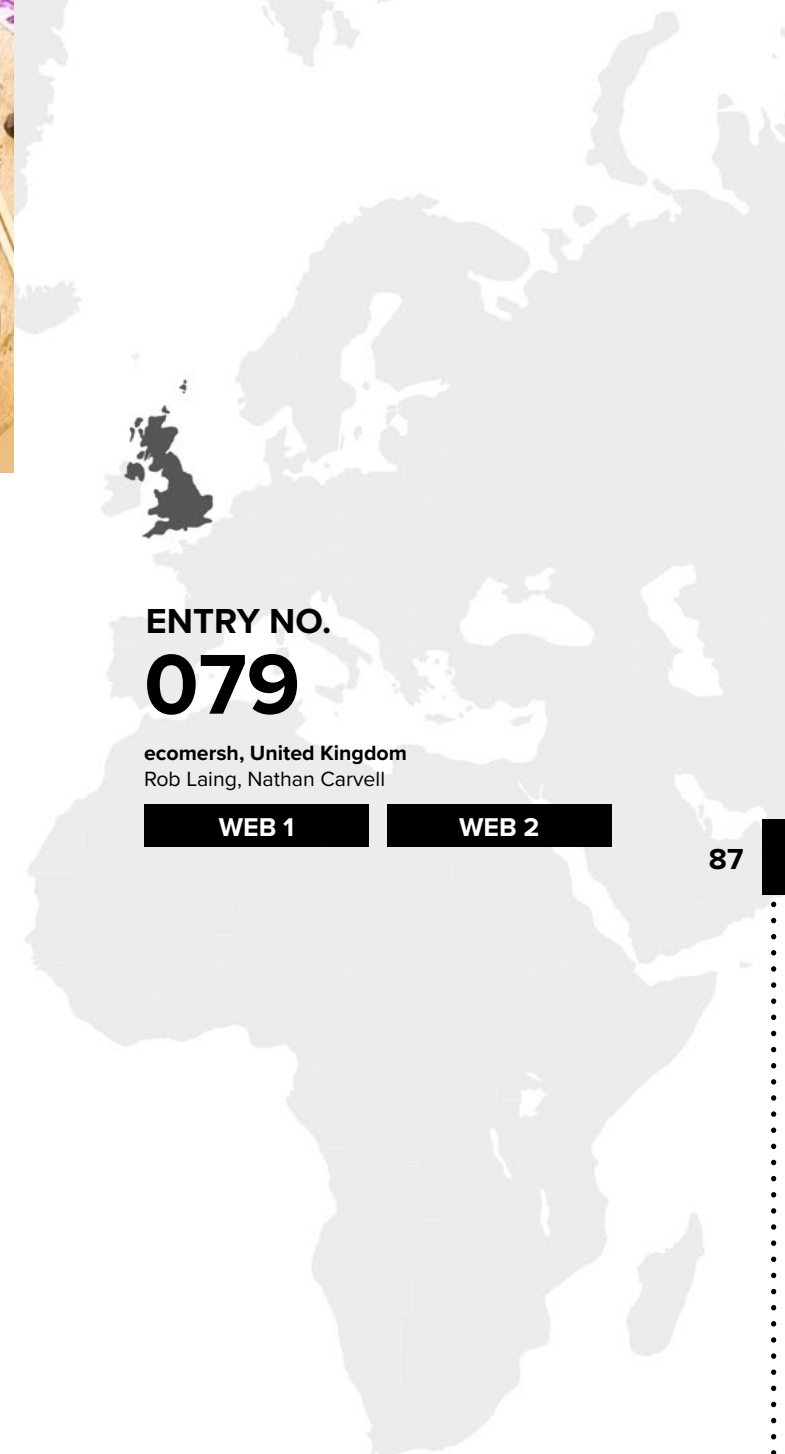 ENTRY NO.
079
ecomersh, United Kingdom
Rob Laing, Nathan Carvell
WEB 1 WEB 2
87